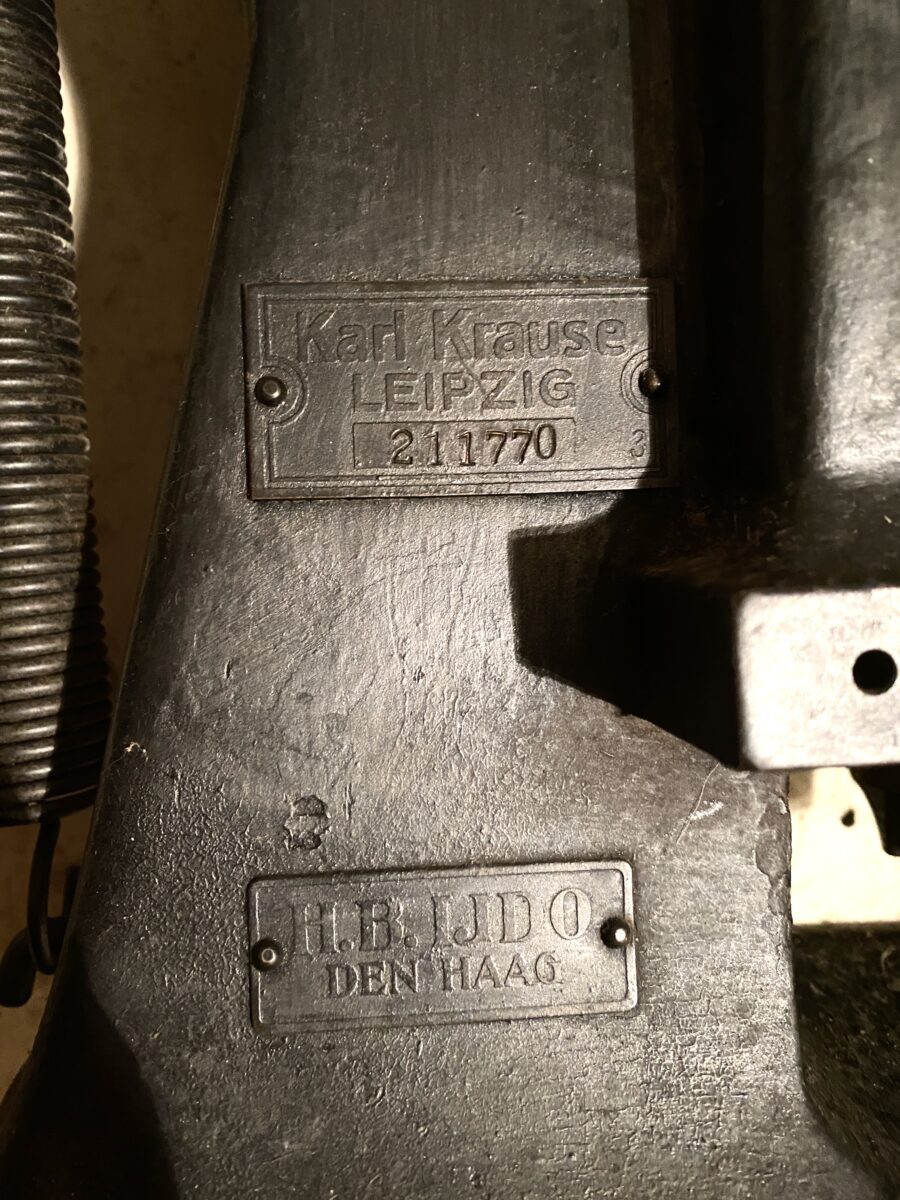 Karl Krause
LEIPZIG
211770
3
H.B. IJDO
DEN HAAG